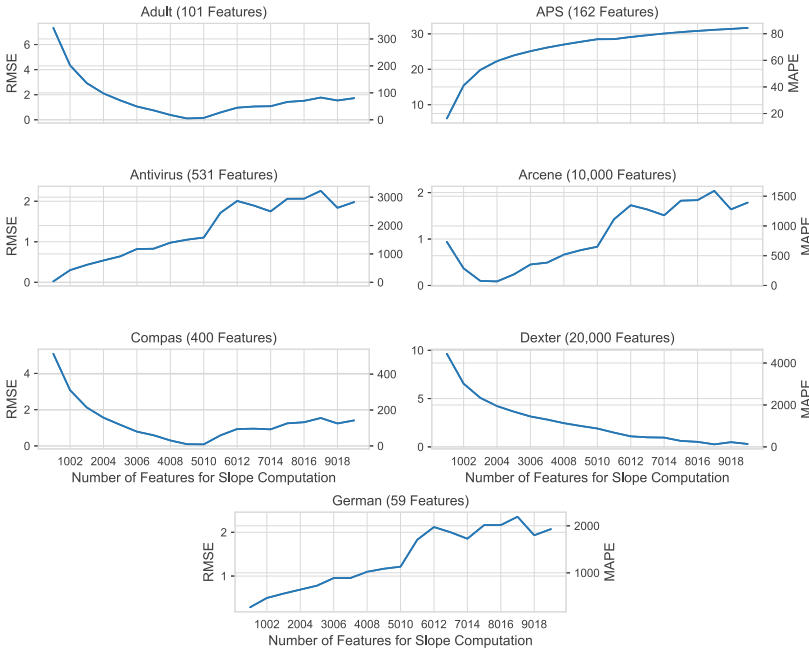 Adult (101 Features)
APS (162 Features)
6
4
2
0
RMSE
300
200
100
0
30
20
10
80
60
40
20
MAPE
Antivirus (531 Features)
Arcene (10,000 Features)
2
1
0
RMSE
3000
2000
1000
0
2
1
0
1500
1000
500
0
MAPE
Compas (400 Features)
Dexter (20,000 Features)
4
2
0
RMSE
400
200
0
10
5
0
4000
2000
0
MAPE
1002 2004 3006 4008 5010 6012 7014 8016 9018
1002 2004 3006 4008 5010 6012 7014 8016 9018
Number of Features for Slope Computation
Number of Features for Slope Computation
German (59 Features)
2
1
RMSE
2000
1000
MAPE
1002 2004 3006 4008 5010 6012 7014 8016 9018
Number of Features for Slope Computation